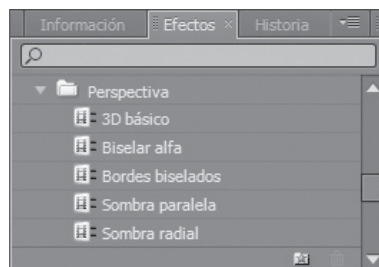 Información Efectos Historia
Perspectiva
3D básico
Biselar alfa
Bordes biselados
Sombra paralela
Sombra radial